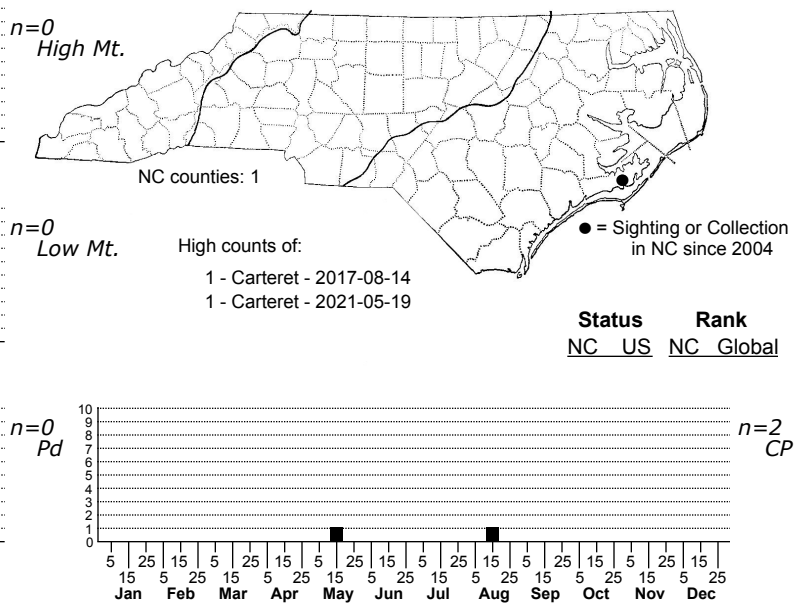 n=0
High Mt.
NC counties: 1
n=0
Low Mt.
High counts of:
1 - Carteret - 2017-08-14
1 - Carteret - 2021-05-19
● = Sighting or Collection
in NC since 2004
Status Rank
NC US NC Global
n=0
Pd
n=2
CP
10
9
8
7
6
5
4
3
2
1
0
5 25 15 5 25 15 5 25 15 5 25 15 5 25 15 5 25 15
15 5 25 15 5 25 15 5 25 15 5 25 15 5 25 15 5 25
Jan Feb Mar Apr May Jun Jul Aug Sep Oct Nov Dec